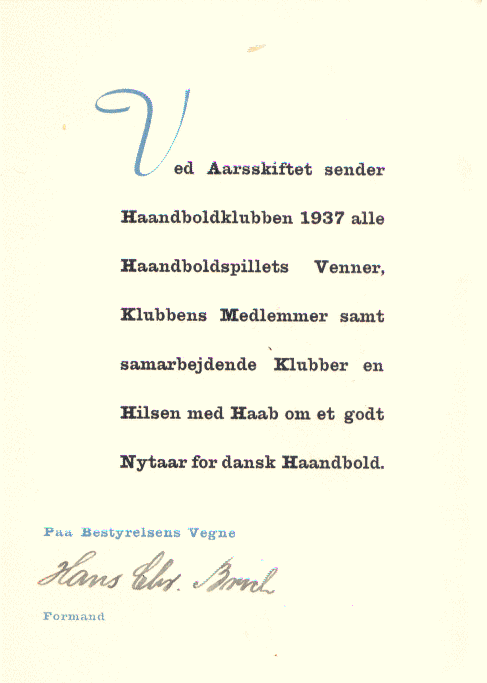 Ved Aarsskiftet sender
Haandboldklubben 1937 alle
Haandboldspillets Venner,
Klubbens Medlemmer samt
samarbejdende Klubber en
Hilsen med Haab om et godt
Nytaar for dansk Haandbold.
Paa Bestyrelsens Vegne
Hans Chr.
Formand